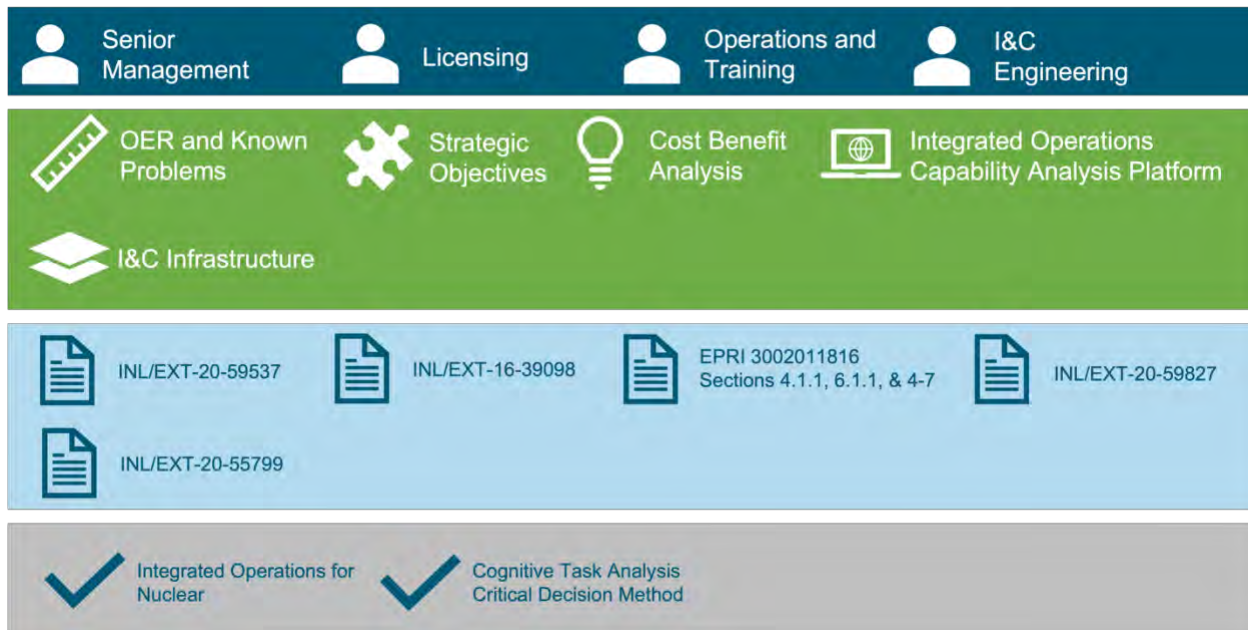 Senior
Management
Licensing
Operations and
Training
I&C
Engineering
OER and Known
Problems
Strategic
Objectives
Cost Benefit
Analysis
Integrated Operations
Capability Analysis Platform
I&C Infrastructure
INL/EXT-20-59537
INL/EXT-16-39098
EPRI 3002011816
Sections 4.1.1, 6.1.1, & 4-7
INL/EXT-20-59827
INL/EXT-20-55799
Integrated Operations for
Nuclear
Cognitive Task Analysis
Critical Decision Method